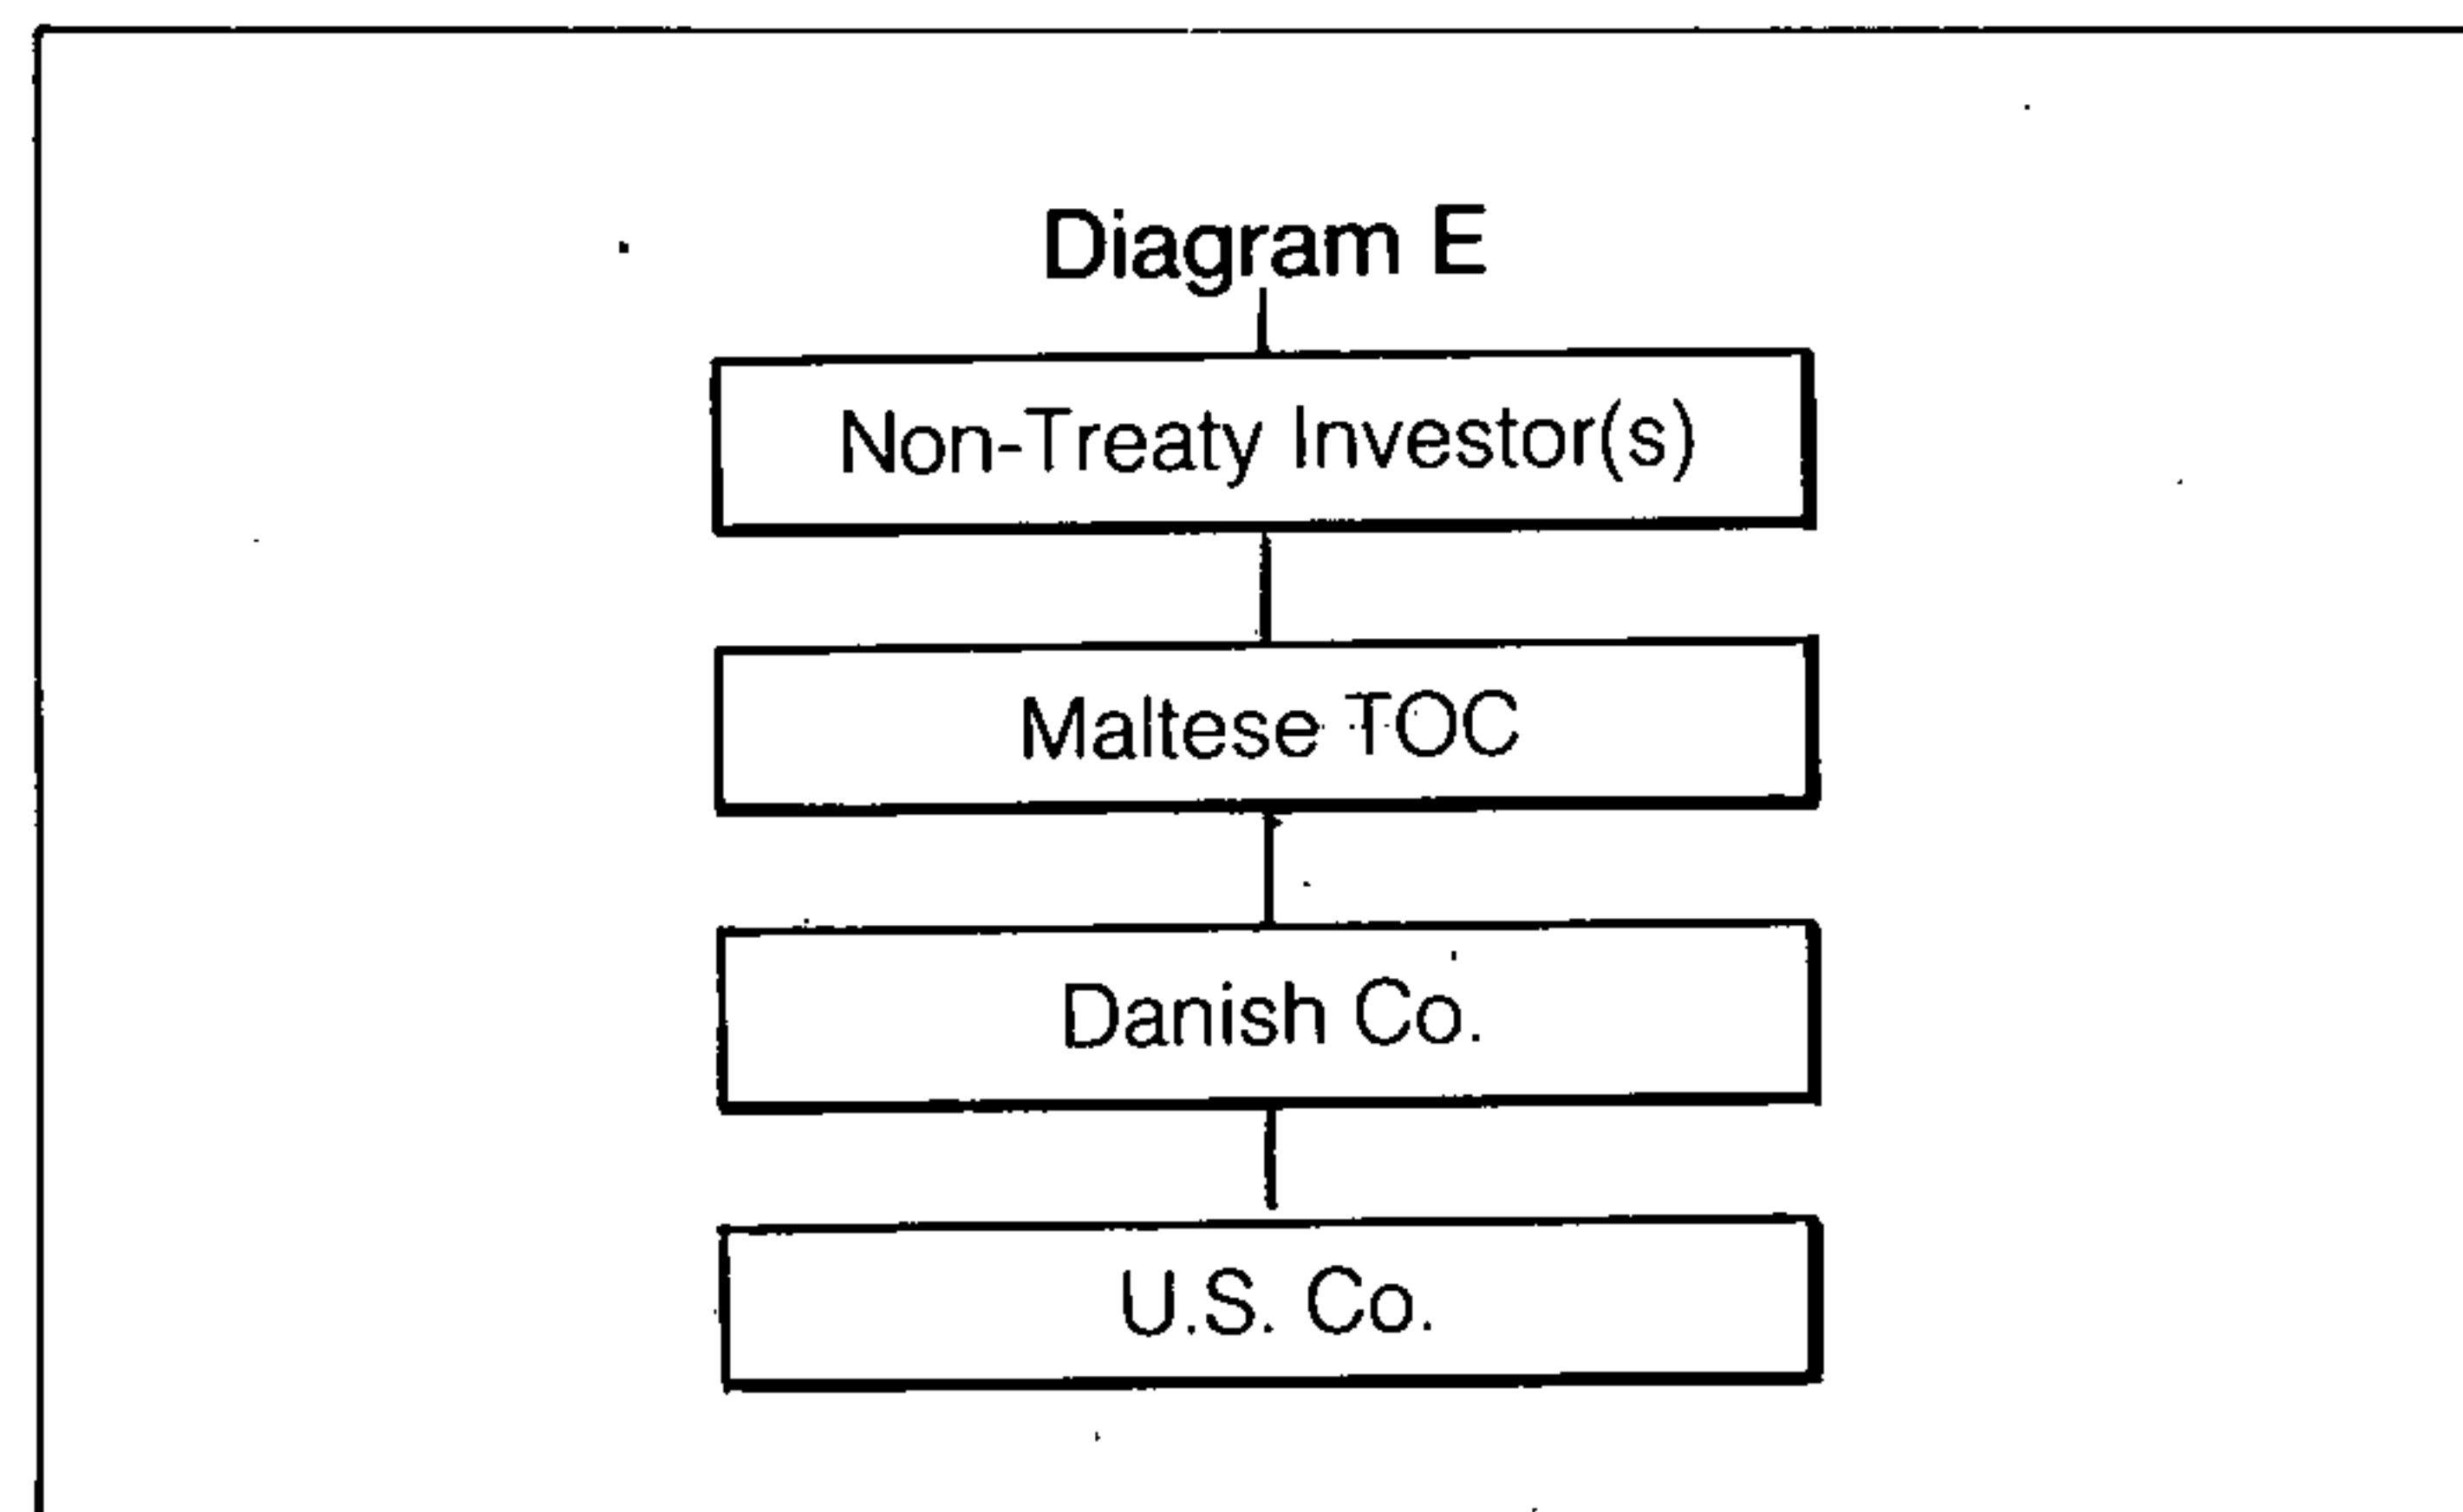 Diagram E
Non-Treaty Investor(s)
Maltese TOC
Danish Co.
U.S. Co.